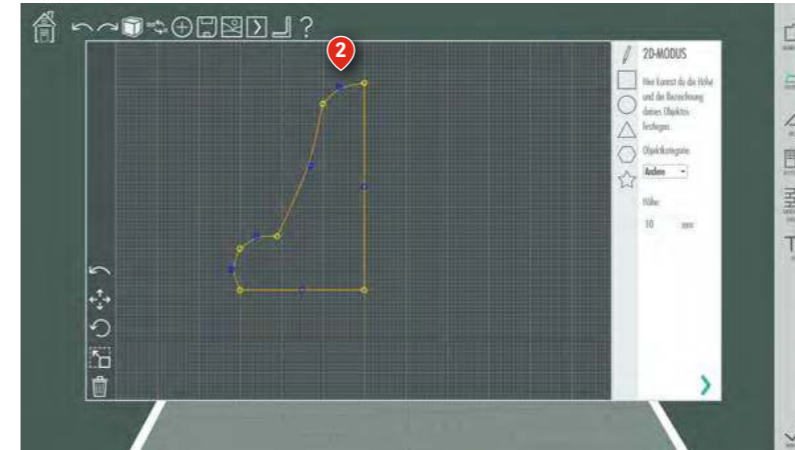 2
2D-MODUS
Hier kannst du die Höhe
und die Bezeichnung
deines Objektes
festlegen.
Objektkategorie:
Andere
Höhe:
10 mm